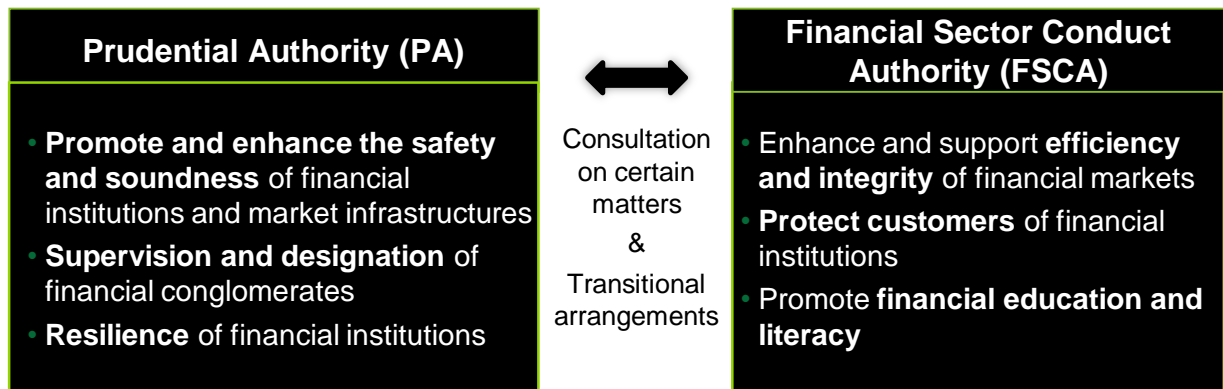 Prudential Authority (PA)
• Promote and enhance the safety
and soundness of financial
institutions and market infrastructures
• Supervision and designation of
financial conglomerates
• Resilience of financial institutions
Consultation
on certain
matters
&
Transitional
arrangements
Financial Sector Conduct
Authority (FSCA)
• Enhance and support efficiency
and integrity of financial markets
• Protect customers of financial
institutions
• Promote financial education and
literacy